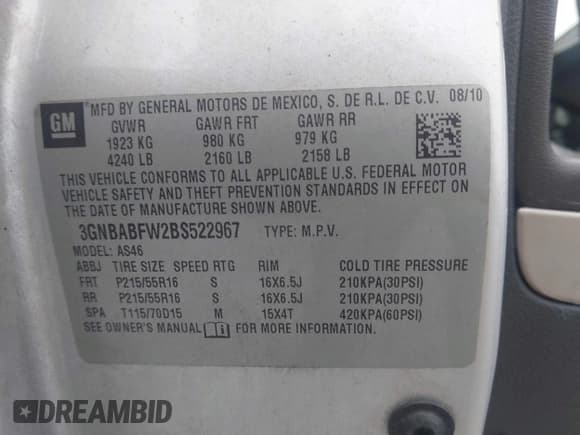 GM
MFD BY GENERAL MOTORS DE MEXICO, S. DE R.L. DE C.V. 08/10
GVWR GAWR FRT GAWR RR
1923 KG 980 KG 979 KG
4240 LB 2160 LB 2158 LB
THIS VEHICLE CONFORMS TO ALL APPLICABLE U.S. FEDERAL MOTOR
VEHICLE SAFETY AND THEFT PREVENTION STANDARDS IN EFFECT ON
THE DATE OF MANUFACTURE SHOWN ABOVE.
3GNBABFW2BS522967 TYPE: M.P.V.
MODEL: AS46
ABBJ TIRE SIZE SPEED RTG RIM COLD TIRE PRESSURE
FRT P215/55R16 S 16X6.5J 210KPA(30PSI)
RR P215/55R16 S 16X6.5J 210KPA(30PSI)
SPA T115/70D15 M 15X4T 420KPA(60PSI)
SEE OWNER'S MANUAL FOR MORE INFORMATION.
DREAMBID